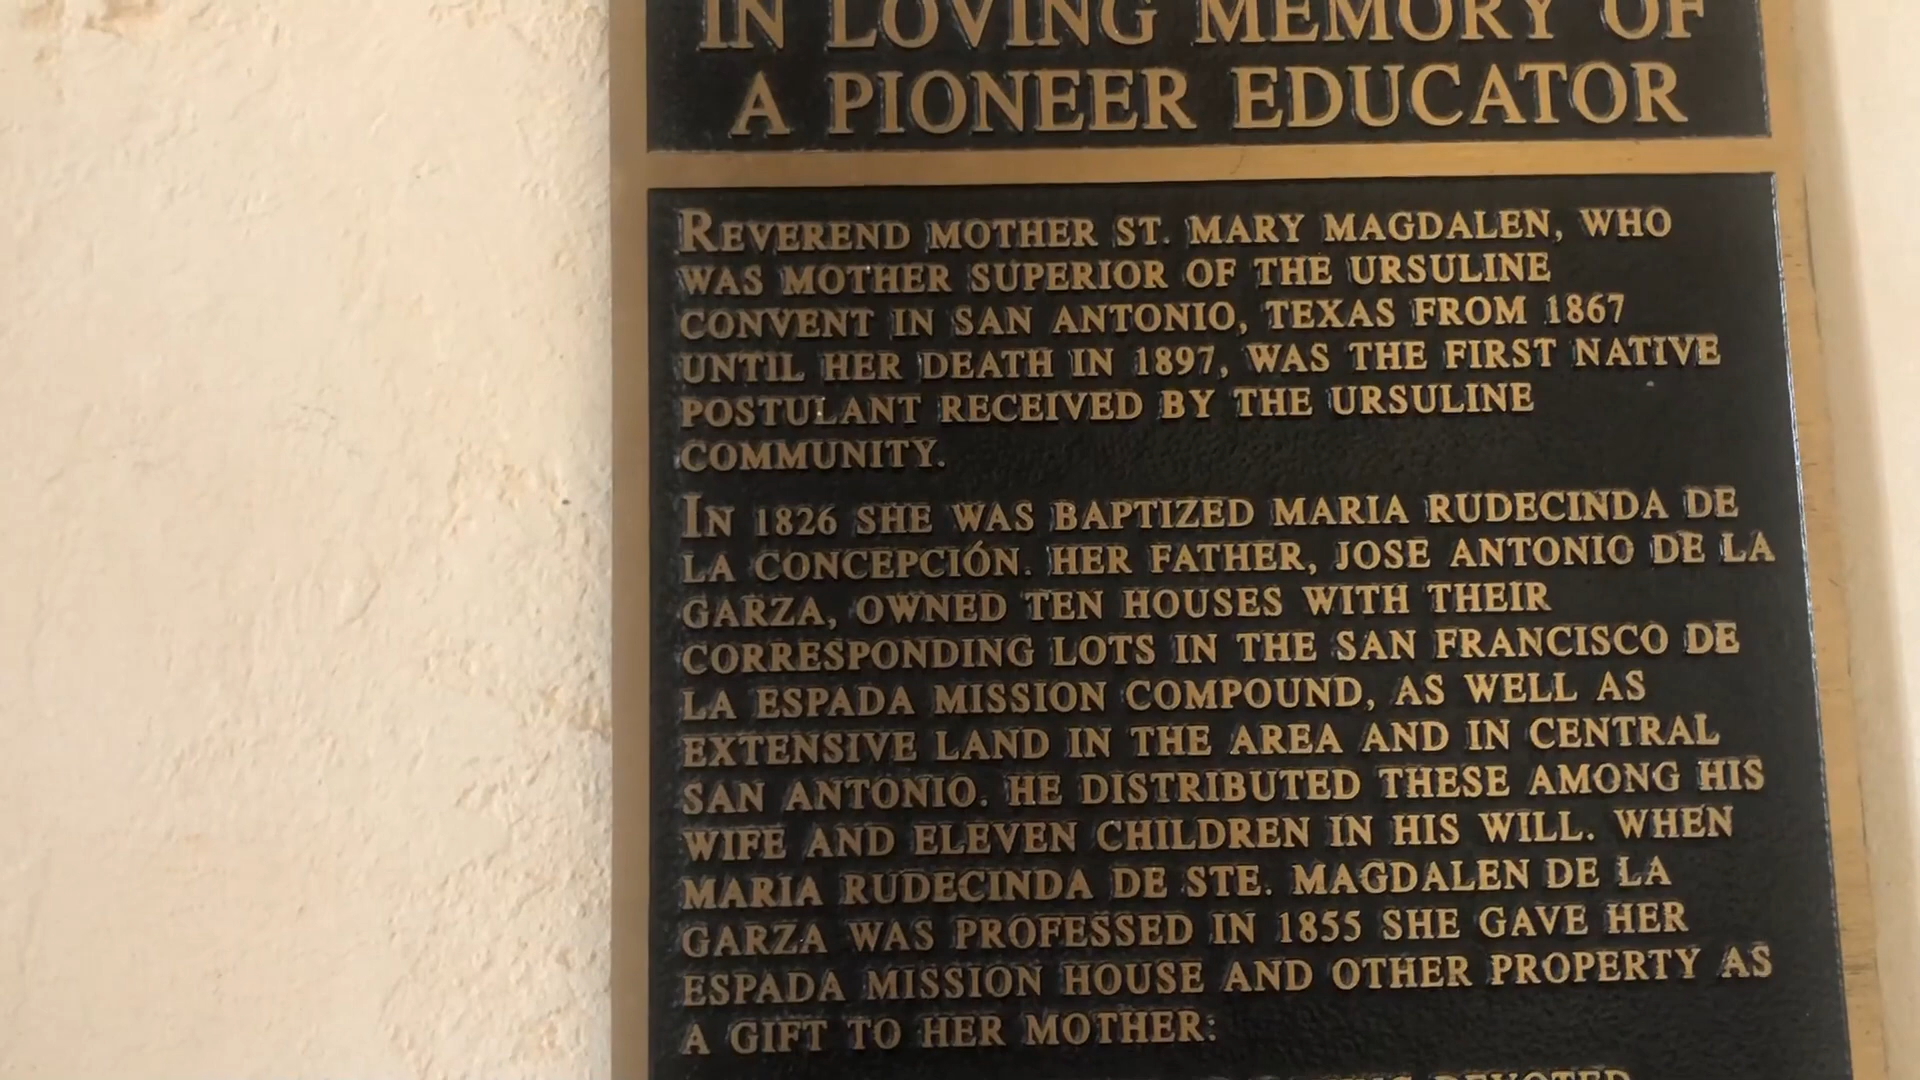 IN LOVING MEMORY OF
A PIONEER EDUCATOR
REVEREND MOTHER ST. MARY MAGDALEN, WHO
WAS MOTHER SUPERIOR OF THE URSULINE
CONVENT IN SAN ANTONIO, TEXAS FROM 1867
UNTIL HER DEATH IN 1897, WAS THE FIRST NATIVE
POSTULANT RECEIVED BY THE URSULINE
COMMUNITY.
IN 1826 SHE WAS BAPTIZED MARIA RUDECINDA DE
LA CONCEPCIÓN. HER FATHER, JOSE ANTONIO DE LA
GARZA, OWNED TEN HOUSES WITH THEIR
CORRESPONDING LOTS IN THE SAN FRANCISCO DE
LA ESPADA MISSION COMPOUND, AS WELL AS
EXTENSIVE LAND IN THE AREA AND IN CENTRAL
SAN ANTONIO. HE DISTRIBUTED THESE AMONG HIS
WIFE AND ELEVEN CHILDREN IN HIS WILL. WHEN
MARIA RUDECINDA DE STE. MAGDALEN DE LA
GARZA WAS PROFESSED IN 1855 SHE GAVE HER
ESPADA MISSION HOUSE AND OTHER PROPERTY AS
A GIFT TO HER MOTHER:
DEVOTED